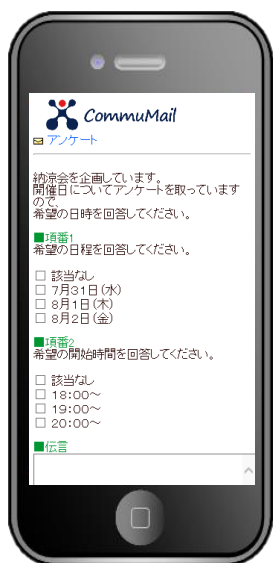 CommuMail
アンケート
納涼会を企画しています。
開催日についてアンケートを取っています
ので、
希望の日時を回答してください。
■項番1
希望の日程を回答してください。
□ 該当なし
□ 7月31日(水)
□ 8月1日(木)
□ 8月2日(金)
■項番2
希望の開始時間を回答してください。
□ 該当なし
□ 18:00～
□ 19:00～
□ 20:00～
■伝言